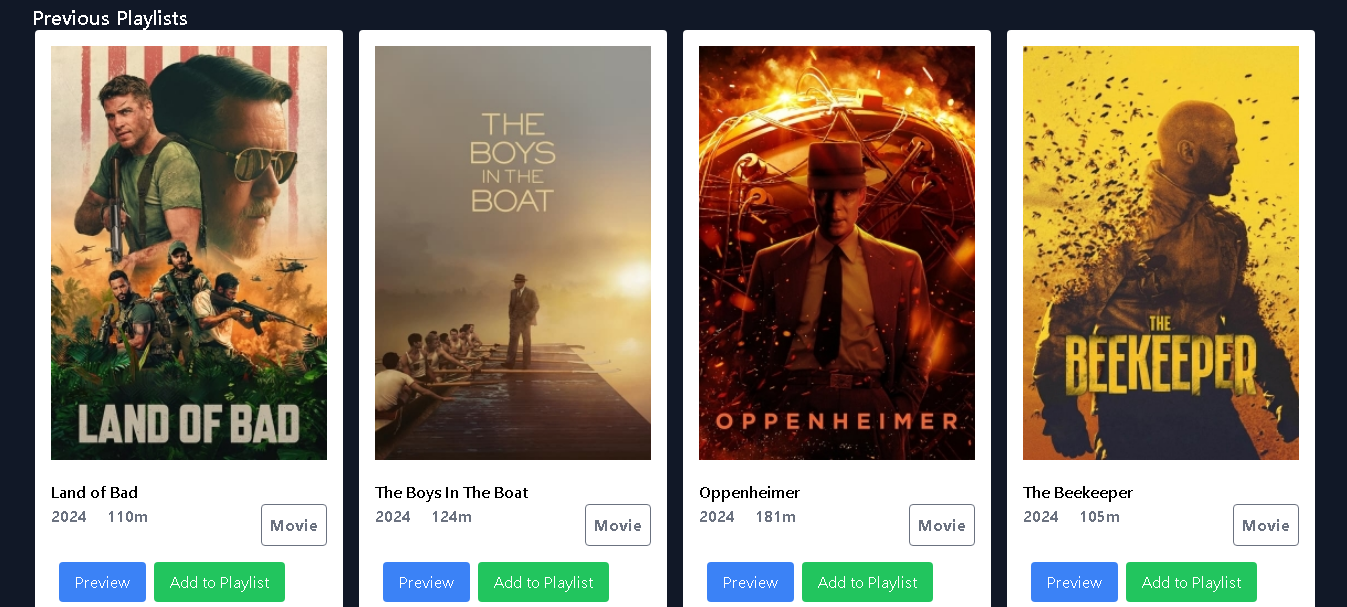 Previous Playlists
LAND OF BAD
THE
BOYS
IN THE
BOAT
OPPENHEIMER
THE
BEEKEEPER
Land of Bad
2024 110m
Movie
Preview Add to Playlist
The Boys In The Boat
2024 124m
Movie
Preview Add to Playlist
Oppenheimer
2024 181m
Movie
Preview Add to Playlist
The Beekeeper
2024 105m
Movie
Preview Add to Playlist